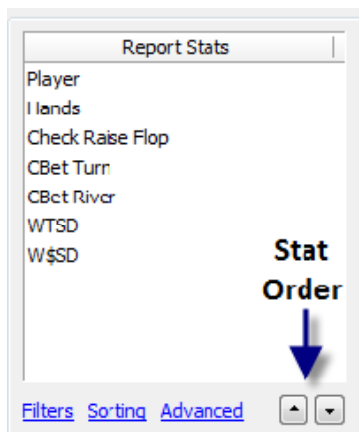 Report Stats
Player
Hands
Check Raise Flop
CBet Turn
CBet River
WTSD
W$SD
Stat
Order
Filters Sorting Advanced